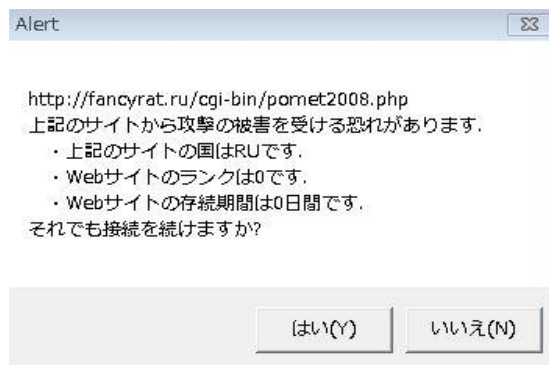 Alert
http://fancyrat.ru/cgi-bin/pomet2008.php
上記のサイトから攻撃の被害を受ける恐れがあります.
・上記のサイトの国はRUです.
・Webサイトのランクは0です.
・Webサイトの存続期間は0日間です.
それでも接続を続けますか?
はい(Y)
いいえ(N)